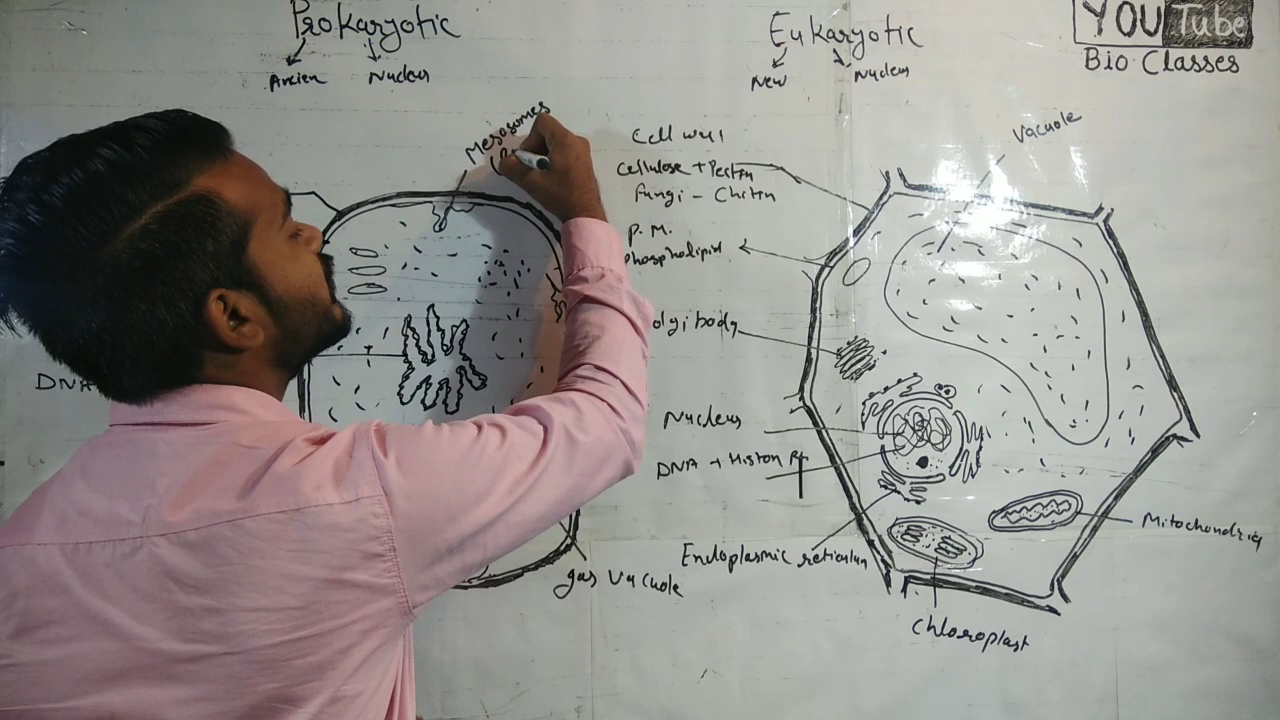 Prokaryotic
Ancien Nucleus
Eukaryotic
New Nucleus
YOU Tube
Bio Classes
Mesosomes
DNA
gas vacuole
Cell wall
Cellulose + Pectin
Fungi - Chitin
P. M.
phospholipid
olgi body
Nucleus
DNA + Histon
Endoplasmic reticulum
Vacuole
Mitochondria
Chloroplast